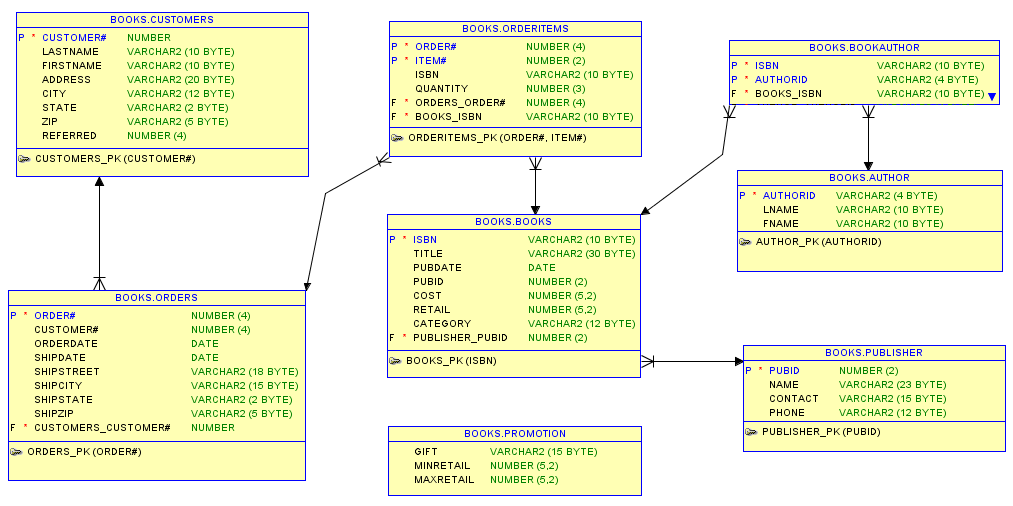 BOOKS.CUSTOMERS
P * CUSTOMER# NUMBER
LASTNAME VARCHAR2 (10 BYTE)
FIRSTNAME VARCHAR2 (10 BYTE)
ADDRESS VARCHAR2 (20 BYTE)
CITY VARCHAR2 (12 BYTE)
STATE VARCHAR2 (2 BYTE)
ZIP VARCHAR2 (5 BYTE)
REFERRED NUMBER (4)
CUSTOMERS_PK (CUSTOMER#)
BOOKS.ORDERITEMS
P * ORDER# NUMBER (4)
P * ITEM# NUMBER (2)
ISBN VARCHAR2 (10 BYTE)
QUANTITY NUMBER (3)
F * ORDERS_ORDER# NUMBER (4)
F * BOOKS_ISBN VARCHAR2 (10 BYTE)
ORDERITEMS_PK (ORDER#, ITEM#)
BOOKS.BOOKAUTHOR
P * ISBN VARCHAR2 (10 BYTE)
P * AUTHORID VARCHAR2 (4 BYTE)
F * BOOKS_ISBN VARCHAR2 (10 BYTE)
BOOKS.AUTHOR
P * AUTHORID VARCHAR2 (4 BYTE)
LNAME VARCHAR2 (10 BYTE)
FNAME VARCHAR2 (10 BYTE)
AUTHOR_PK (AUTHORID)
BOOKS.BOOKS
P * ISBN VARCHAR2 (10 BYTE)
TITLE VARCHAR2 (30 BYTE)
PUBDATE DATE
PUBID NUMBER (2)
COST NUMBER (5,2)
RETAIL NUMBER (5,2)
CATEGORY VARCHAR2 (12 BYTE)
F * PUBLISHER_PUBID NUMBER (2)
BOOKS_PK (ISBN)
BOOKS.ORDERS
P * ORDER# NUMBER (4)
CUSTOMER# NUMBER (4)
ORDERDATE DATE
SHIPDATE DATE
SHIPSTREET VARCHAR2 (18 BYTE)
SHIPCITY VARCHAR2 (15 BYTE)
SHIPSTATE VARCHAR2 (2 BYTE)
SHIPZIP VARCHAR2 (5 BYTE)
F * CUSTOMERS_CUSTOMER# NUMBER
ORDERS_PK (ORDER#)
BOOKS.PUBLISHER
P * PUBID NUMBER (2)
NAME VARCHAR2 (23 BYTE)
CONTACT VARCHAR2 (15 BYTE)
PHONE VARCHAR2 (12 BYTE)
PUBLISHER_PK (PUBID)
BOOKS.PROMOTION
GIFT VARCHAR2 (15 BYTE)
MINRETAIL NUMBER (5,2)
MAXRETAIL NUMBER (5,2)